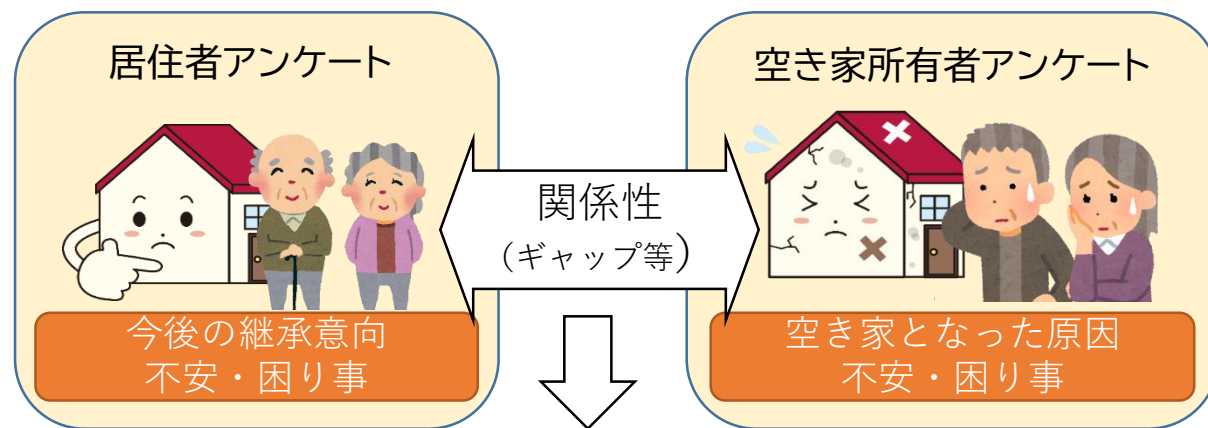 居住者アンケート
今後の継承意向
不安・困り事
関係性
(ギャップ等)
空き家所有者アンケート
空き家となった原因
不安・困り事